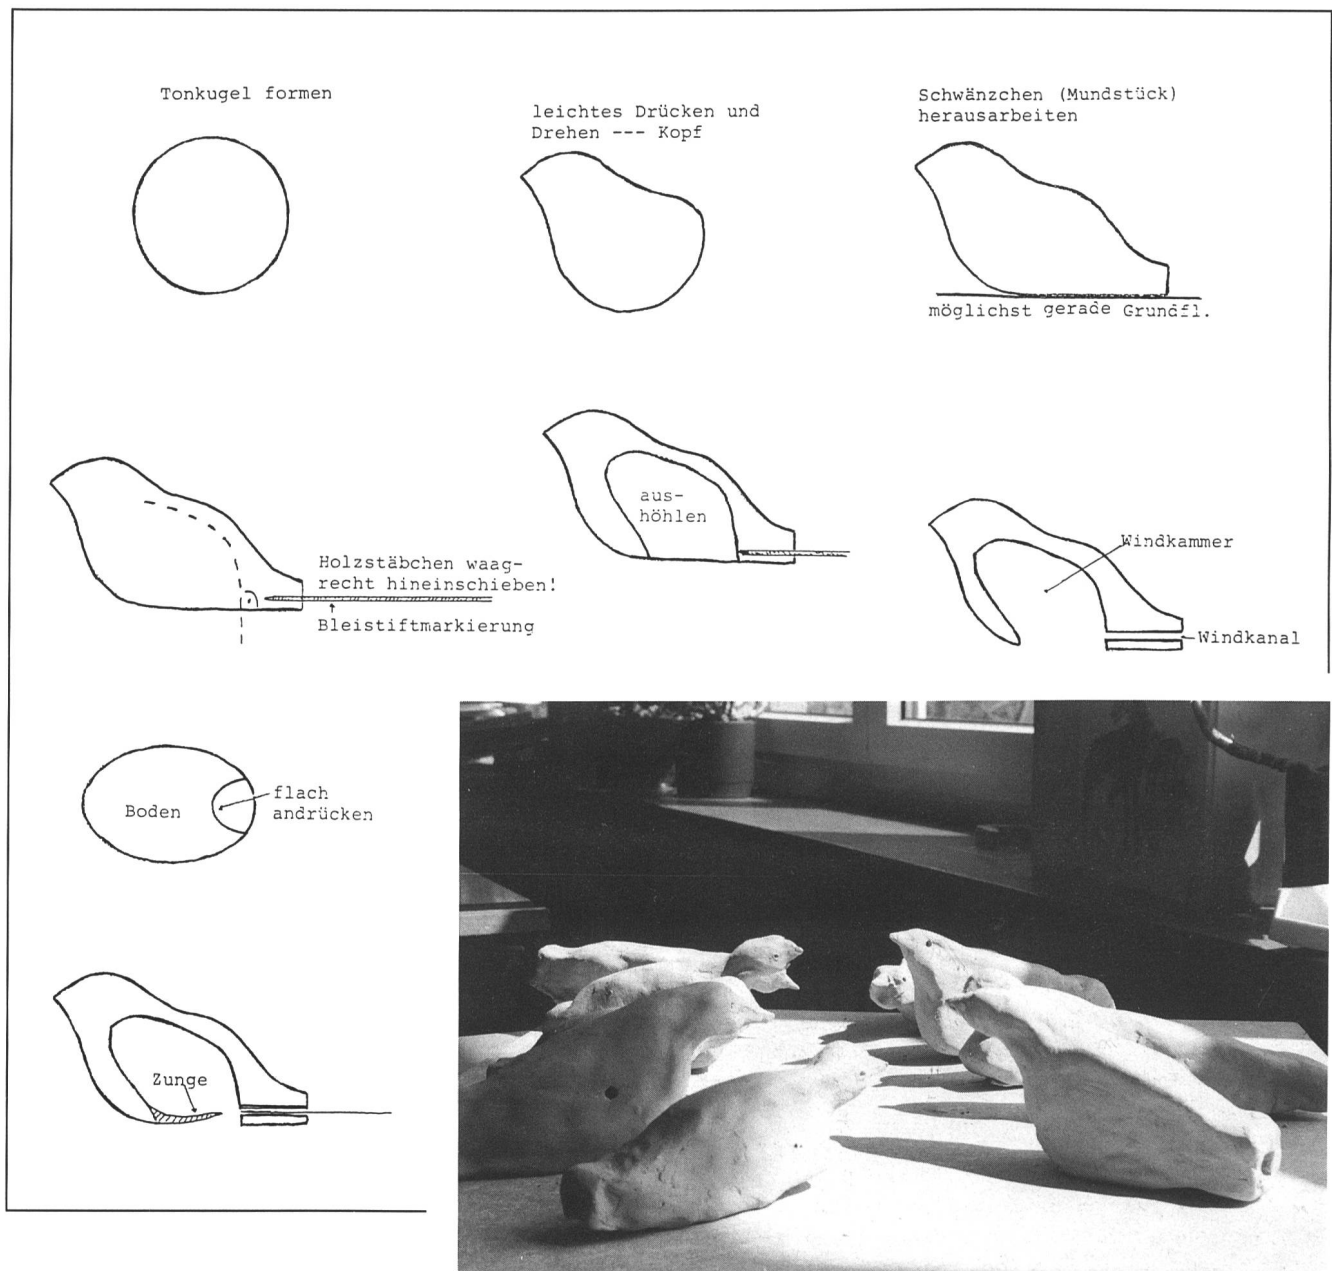 Tonkugel formen
leichtes Drücken und
Drehen --- Kopf
Schwänzchen (Mundstück)
herausarbeiten
möglichst gerade Grundfl.
Holzstäbchen waag-
recht hineinschieben!
Bleistiftmarkierung
aus-
höhlen
Windkammer
Windkanal
Boden
flach
andrücken
Zunge